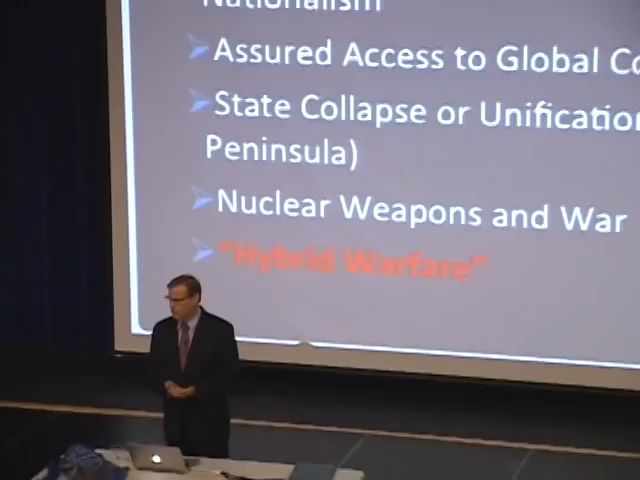 Nationalism
Assured Access to Global Co
State Collapse or Unification
Peninsula)
Nuclear Weapons and War
"Hybrid Warfare"